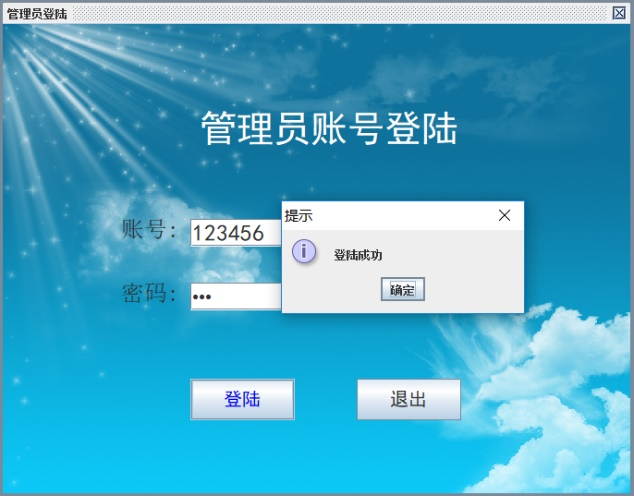 管理员登陆
管理员账号登陆
账号：
123456
提示
登陆成功
确定
密码：
•••
登陆
退出